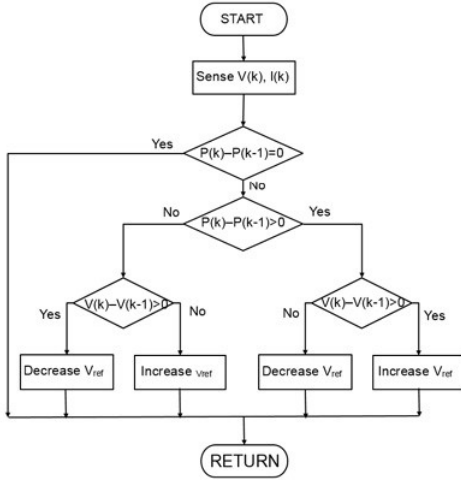 START
Sense V(k), I(k)
Yes
P(k)–P(k-1)=0
No
No
P(k)–P(k-1)>0
Yes
V(k)–V(k-1)>0
V(k)–V(k-1)>0
Yes
No
No
Yes
Decrease Vref
Increase Vref
Decrease Vref
Increase Vref
RETURN